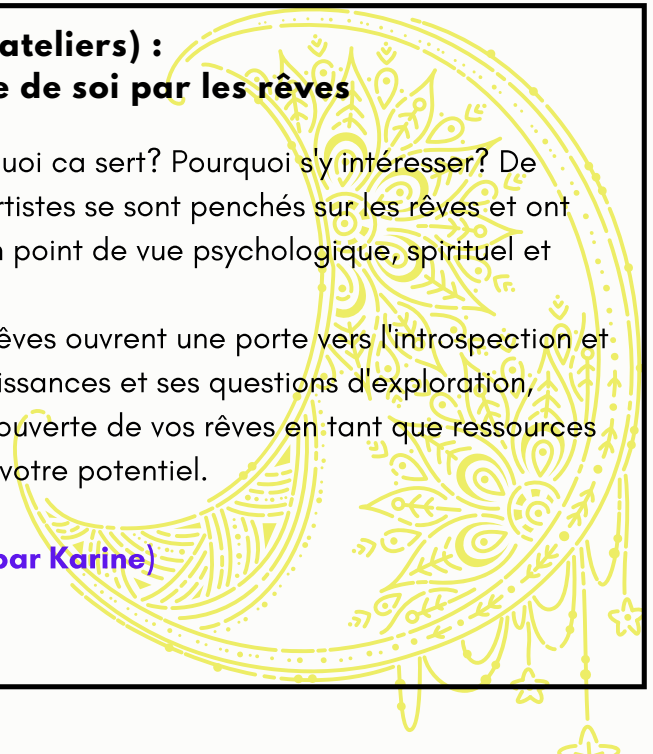 ateliers) :
e de soi par les rêves
uoi ca sert? Pourquoi s'y intéresser? De
rtistes se sont penchés sur les rêves et ont
n point de vue psychologique, spirituel et
êves ouvrent une porte vers l'introspection et
issances et ses questions d'exploration,
ouverte de vos rêves en tant que ressources
votre potentiel.
par Karine)